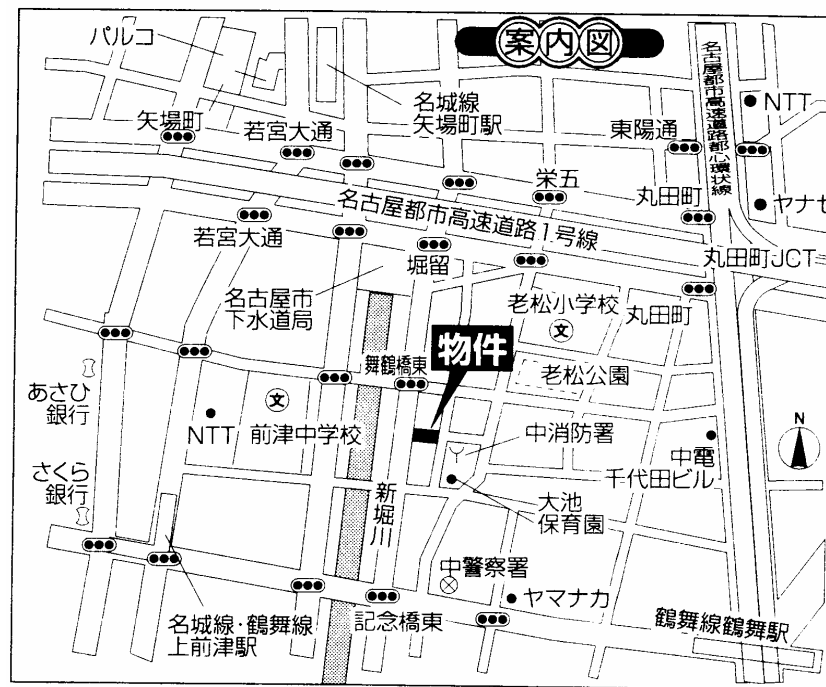 案内図
パルコ
矢場町
若宮大通
名城線
矢場町駅
東陽通
名古屋都市高速道路都心環状線
NTT
栄五
丸田町
ヤナセ
名古屋都市高速道路1号線
若宮大通
堀留
丸田町JCT
名古屋市
下水道局
老松小学校
文
丸田町
舞鶴橋東
物件
老松公園
あさひ
銀行
文
NTT
前津中学校
中消防署
中電
千代田ビル
N
さくら
銀行
新堀川
大池
保育園
中警察署
ヤマナカ
名城線・鶴舞線
上前津駅
記念橋東
鶴舞線鶴舞駅